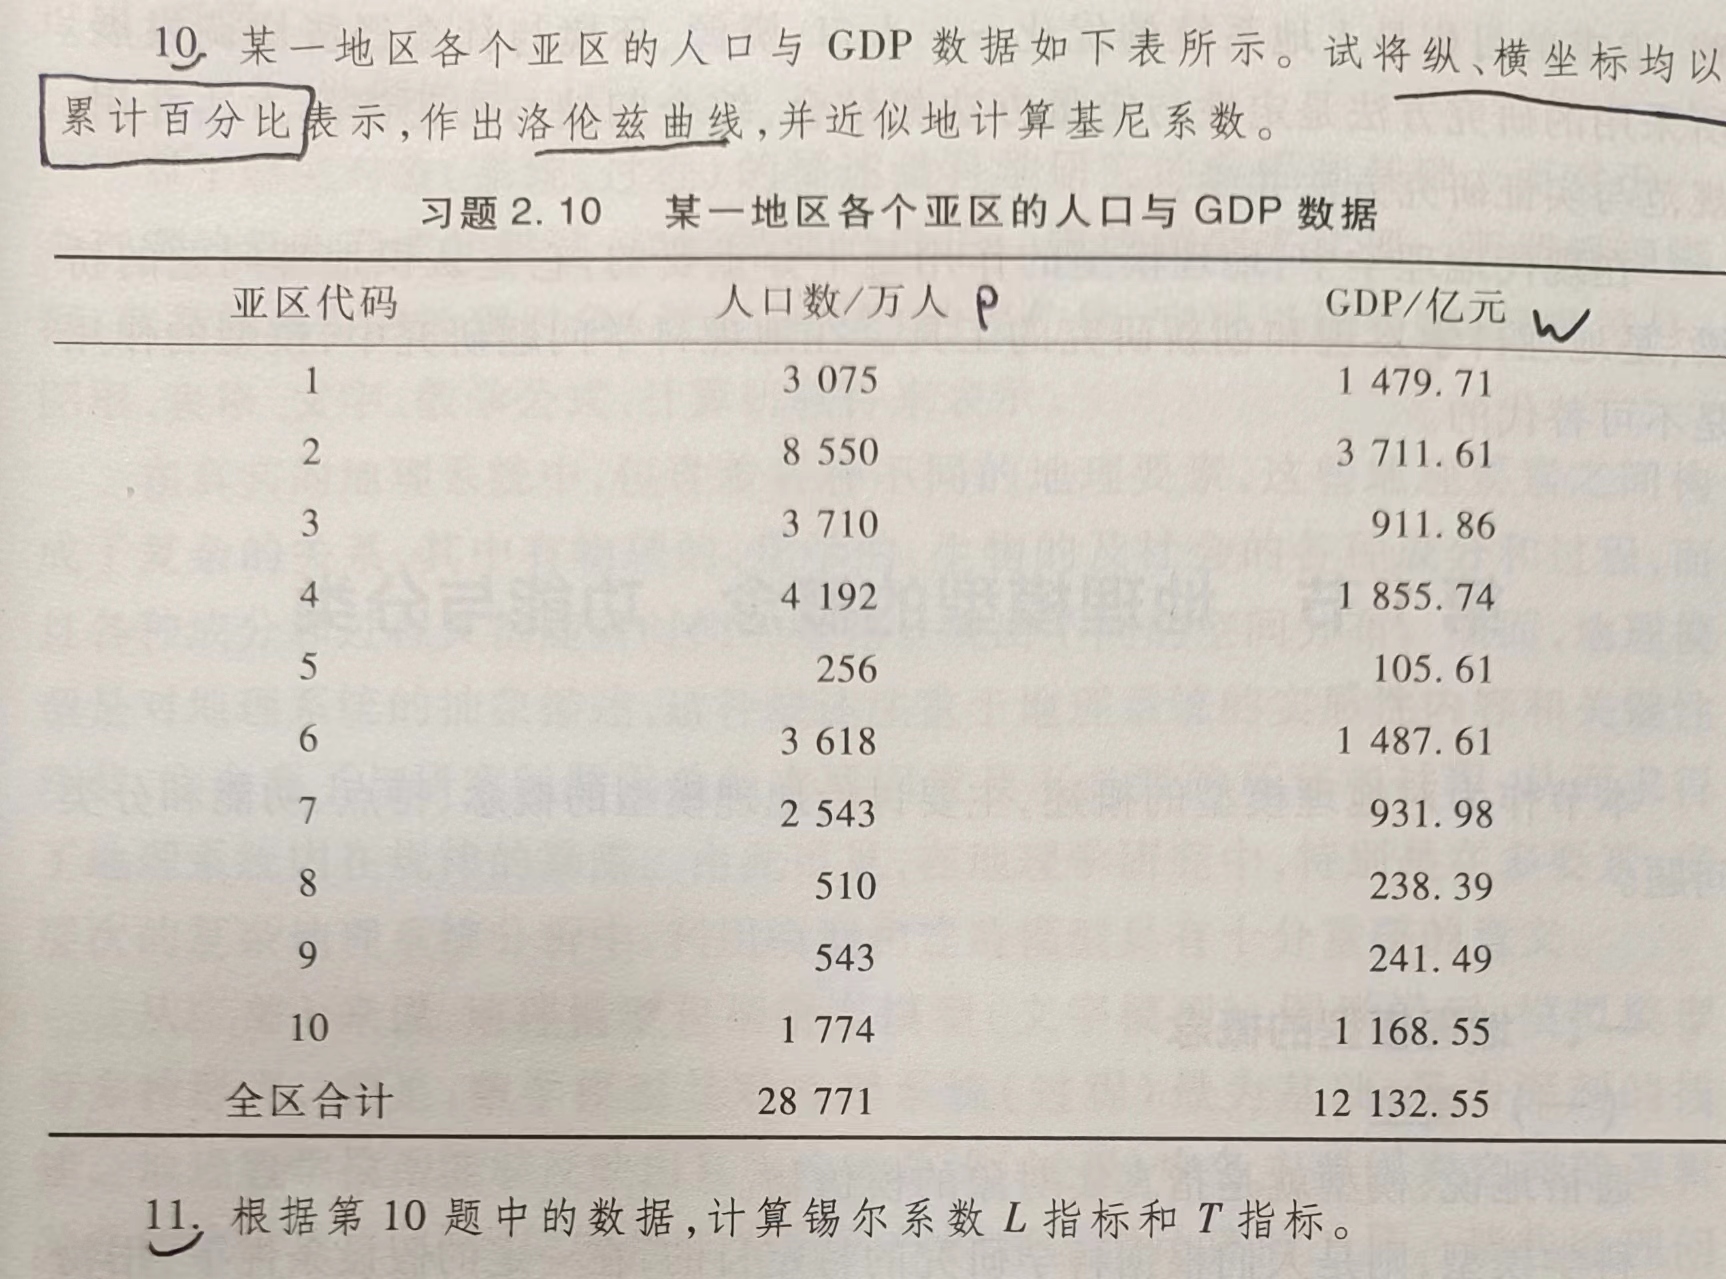 10. 某一地区各个亚区的人口与 GDP 数据如下表所示。试将纵、横坐标均以
累计百分比表示,作出洛伦兹曲线,并近似地计算基尼系数。
习题 2.10 某一地区各个亚区的人口与 GDP 数据
亚区代码 人口数/万人 P GDP/亿元 W
1 3 075 1 479.71
2 8 550 3 711.61
3 3 710 911.86
4 4 192 1 855.74
5 256 105.61
6 3 618 1 487.61
7 2 543 931.98
8 510 238.39
9 543 241.49
10 1 774 1 168.55
全区合计 28 771 12 132.55
11. 根据第 10 题中的数据,计算锡尔系数 L 指标和 T 指标。